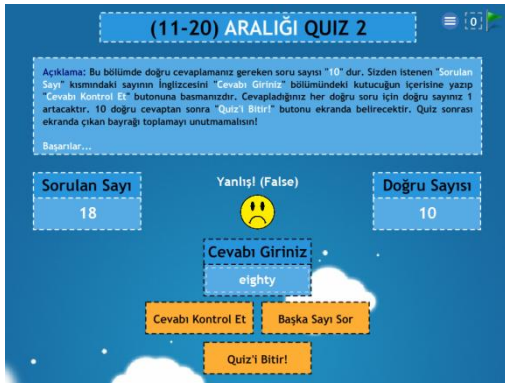 (11-20) ARALIĞI QUIZ 2
0
Açıklama: Bu bölümde doğru cevaplamanız gereken soru sayısı "10" dur. Sizden istenen "Sorulan
Sayı" kısmındaki sayının İnglizcesini "Cevabı Giriniz" bölümündeki kutucuğun içerisine yazıp
"Cevabı Kontrol Et" butonuna basmanızdır. Cevapladığınız her doğru soru için doğru sayınız 1
artacaktır. 10 doğru cevaptan sonra "Quiz'i Bitir!" butonu ekranda belirecektir. Quiz sonrası
ekranda çıkan bayrağı toplamayı unutmamalısın!
Başarılar...
Sorulan Sayı
18
Yanlış! (False)
Doğru Sayısı
10
Cevabı Giriniz
eighty
Cevabı Kontrol Et
Başka Sayı Sor
Quiz'i Bitir!